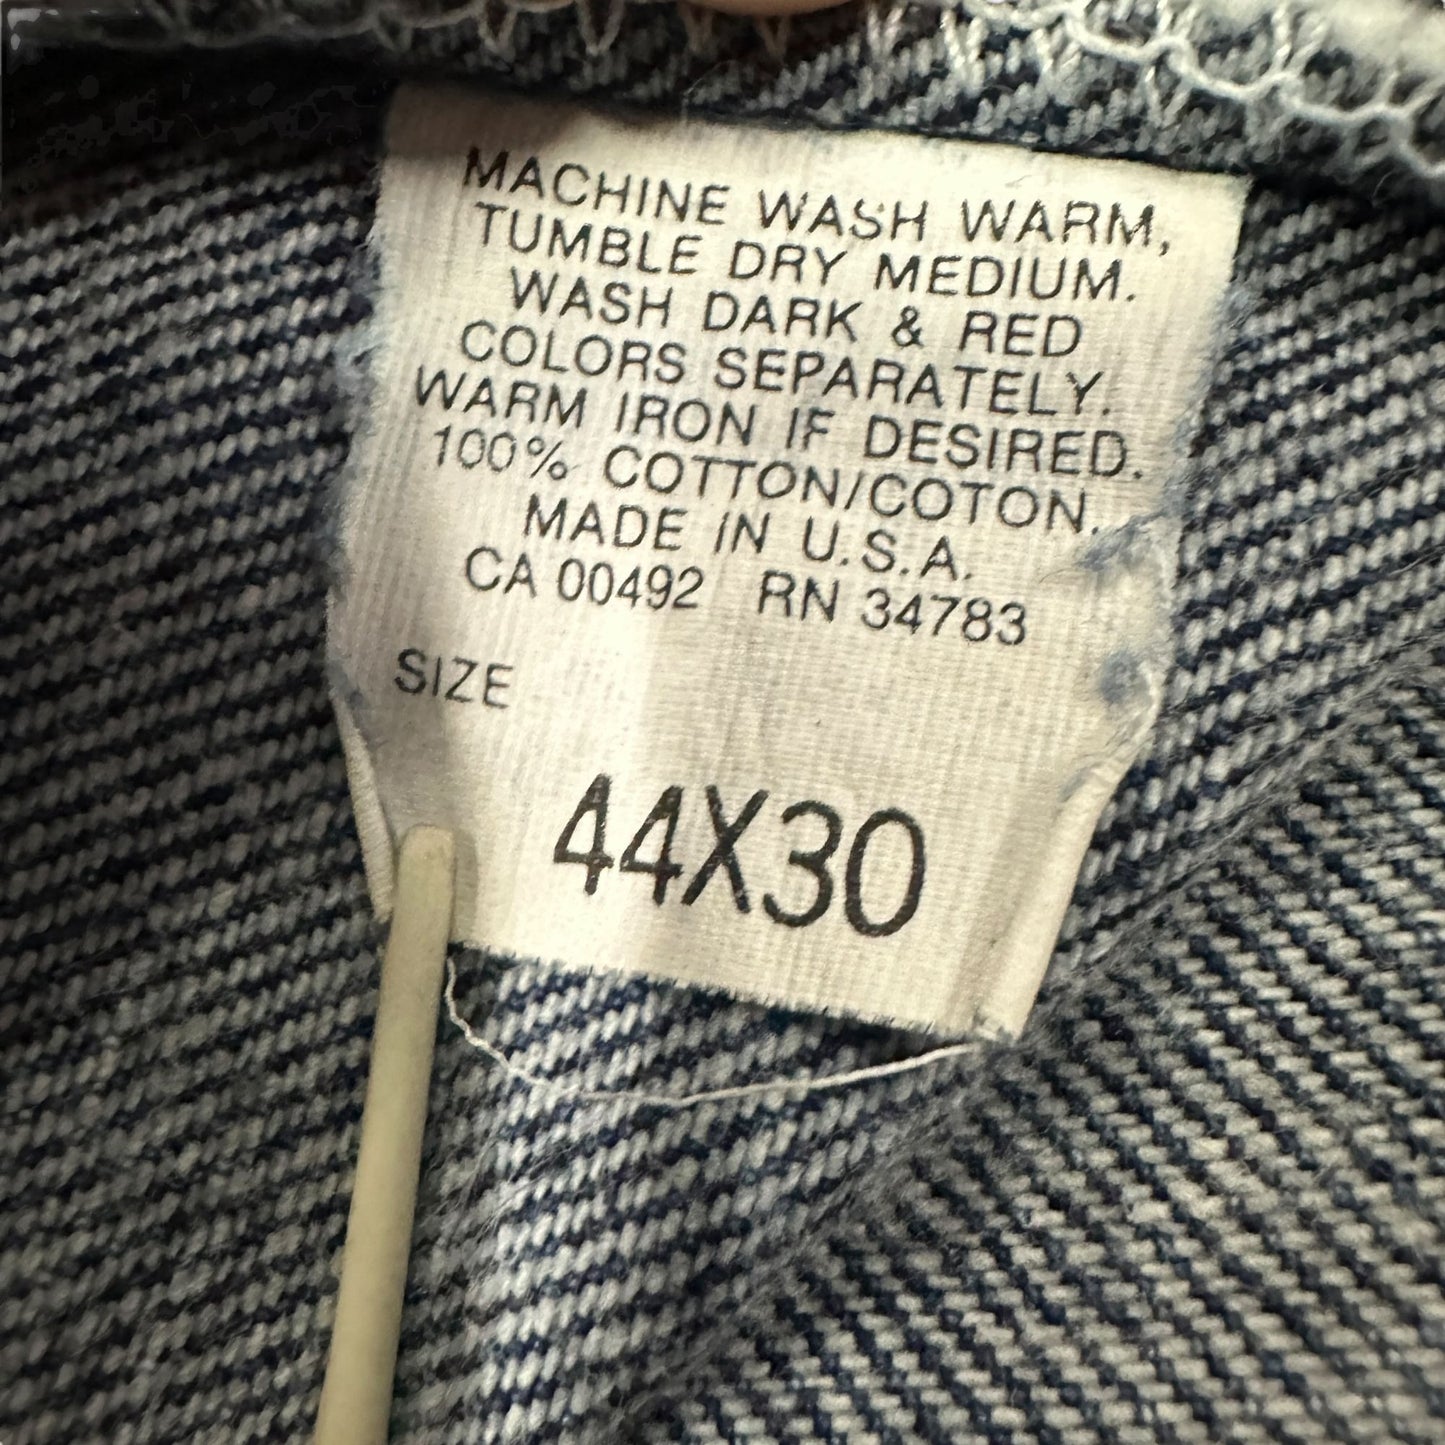 MACHINE WASH WARM,
TUMBLE DRY MEDIUM.
WASH DARK & RED
COLORS SEPARATELY.
WARM IRON IF DESIRED.
100% COTTON/COTON.
MADE IN U.S.A.
CA 00492 RN 34783
SIZE
44X30